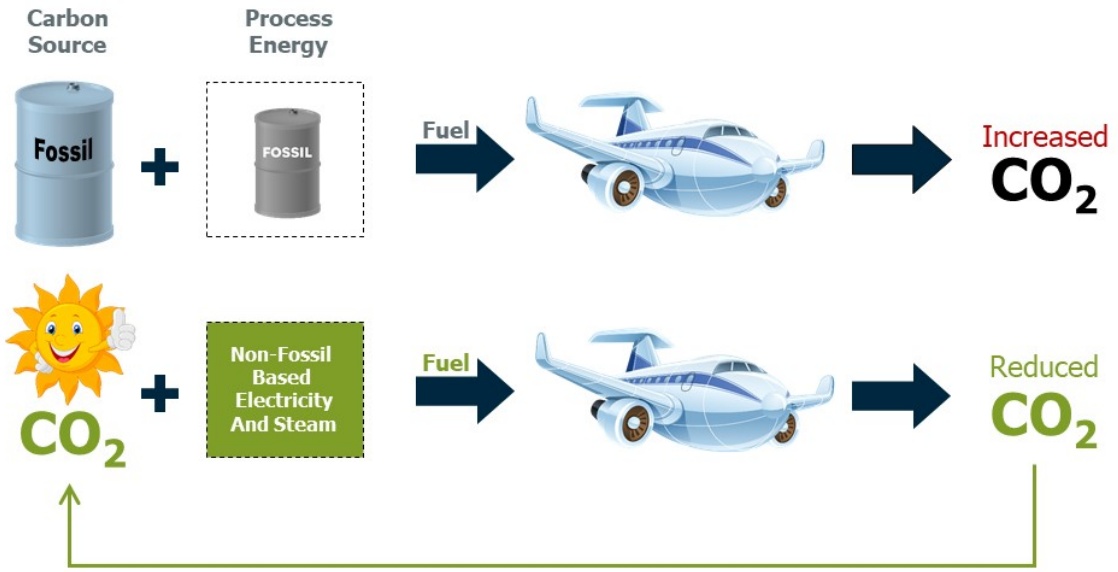 Carbon
Source
Process
Energy
Fossil
FOSSIL
Fuel
Increased
CO₂
CO₂
Non-Fossil
Based
Electricity
And Steam
Fuel
Reduced
CO₂